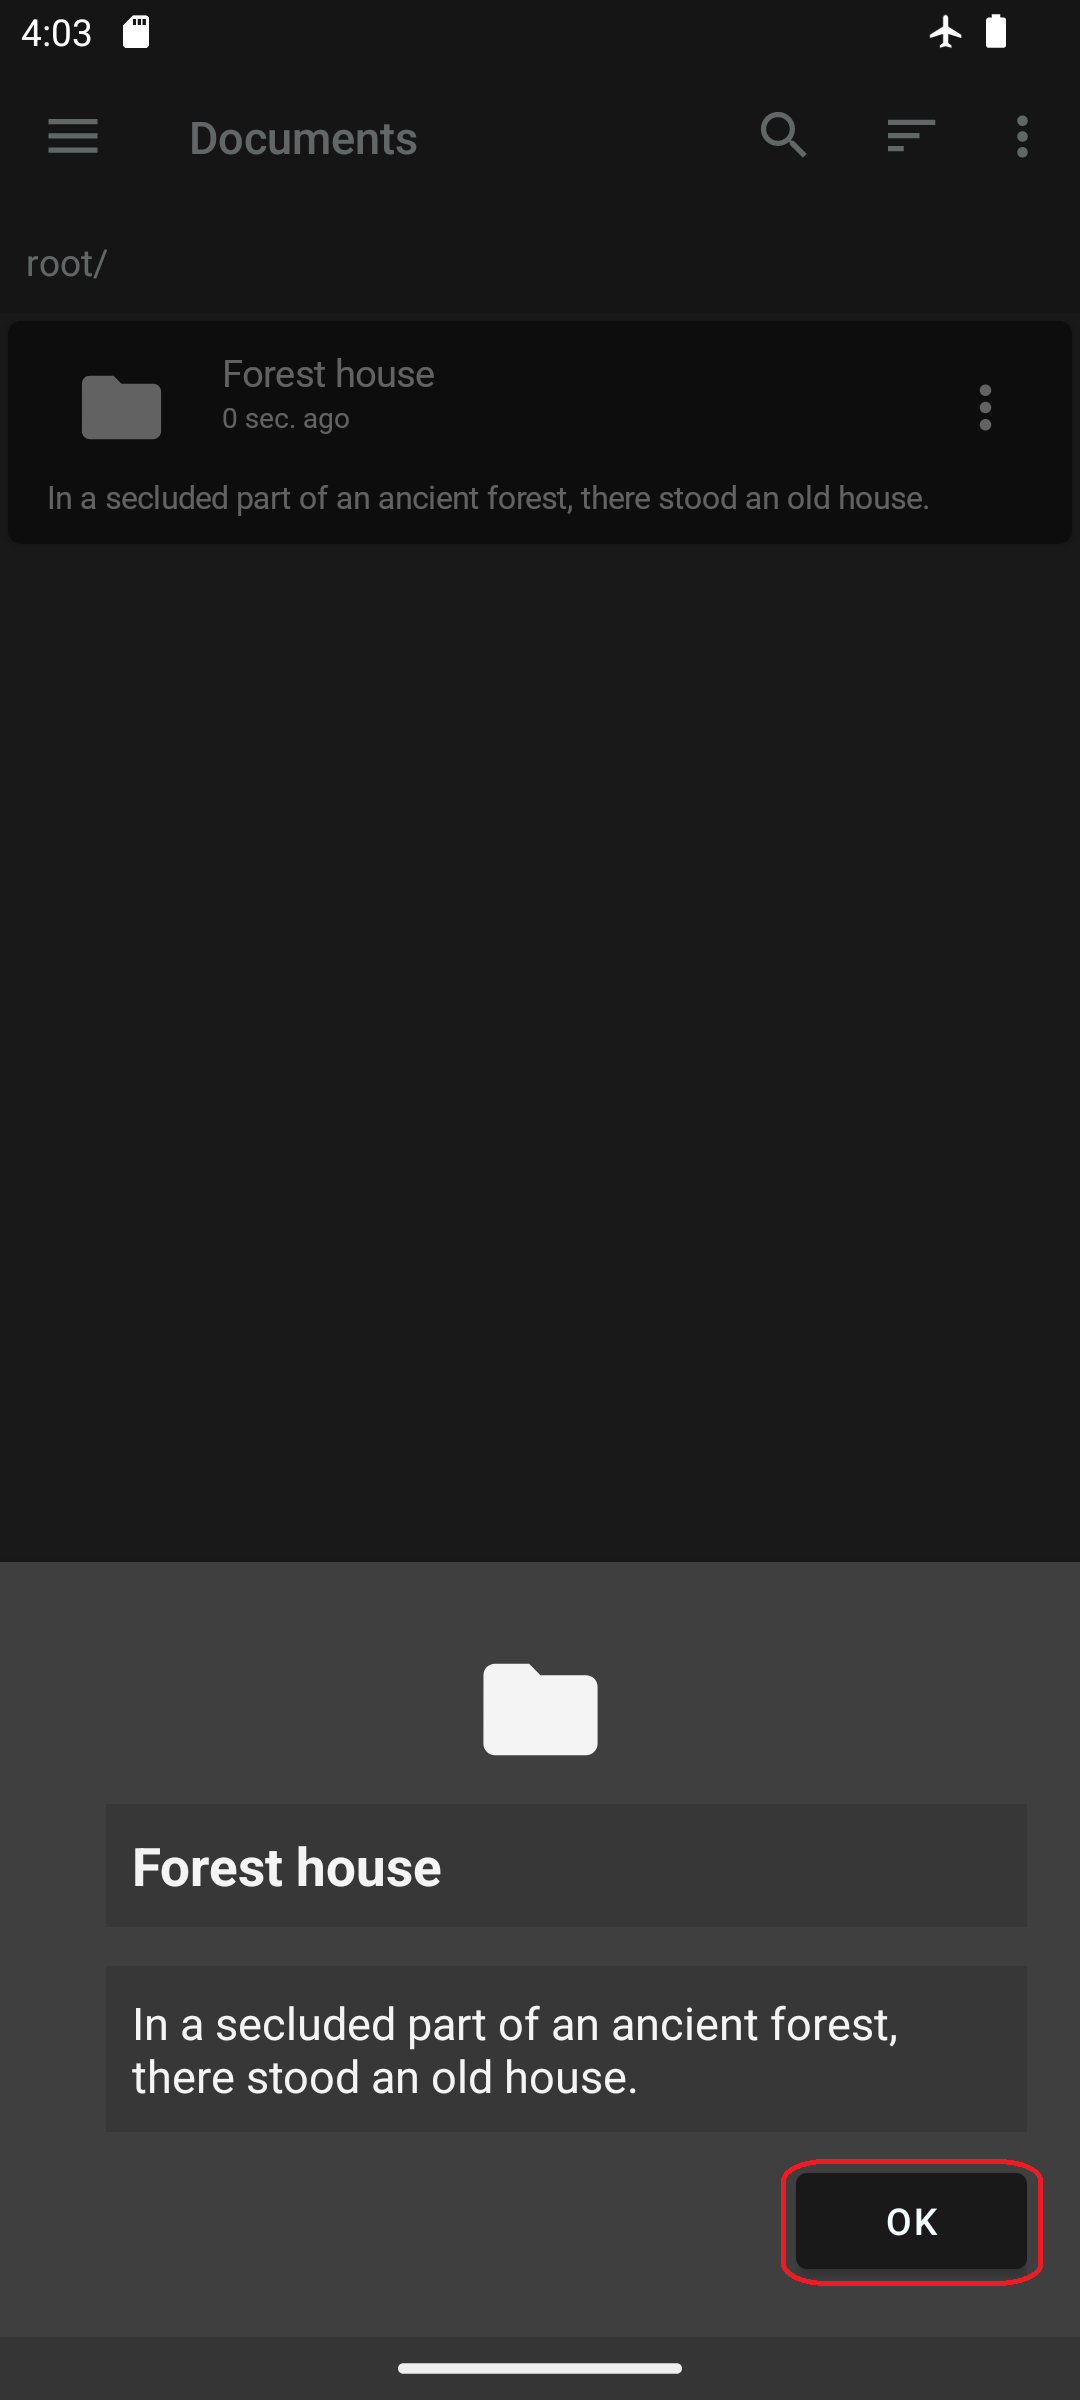 4:03
Documents
root/
Forest house
0 sec. ago
In a secluded part of an ancient forest, there stood an old house.
Forest house
In a secluded part of an ancient forest,
there stood an old house.
OK